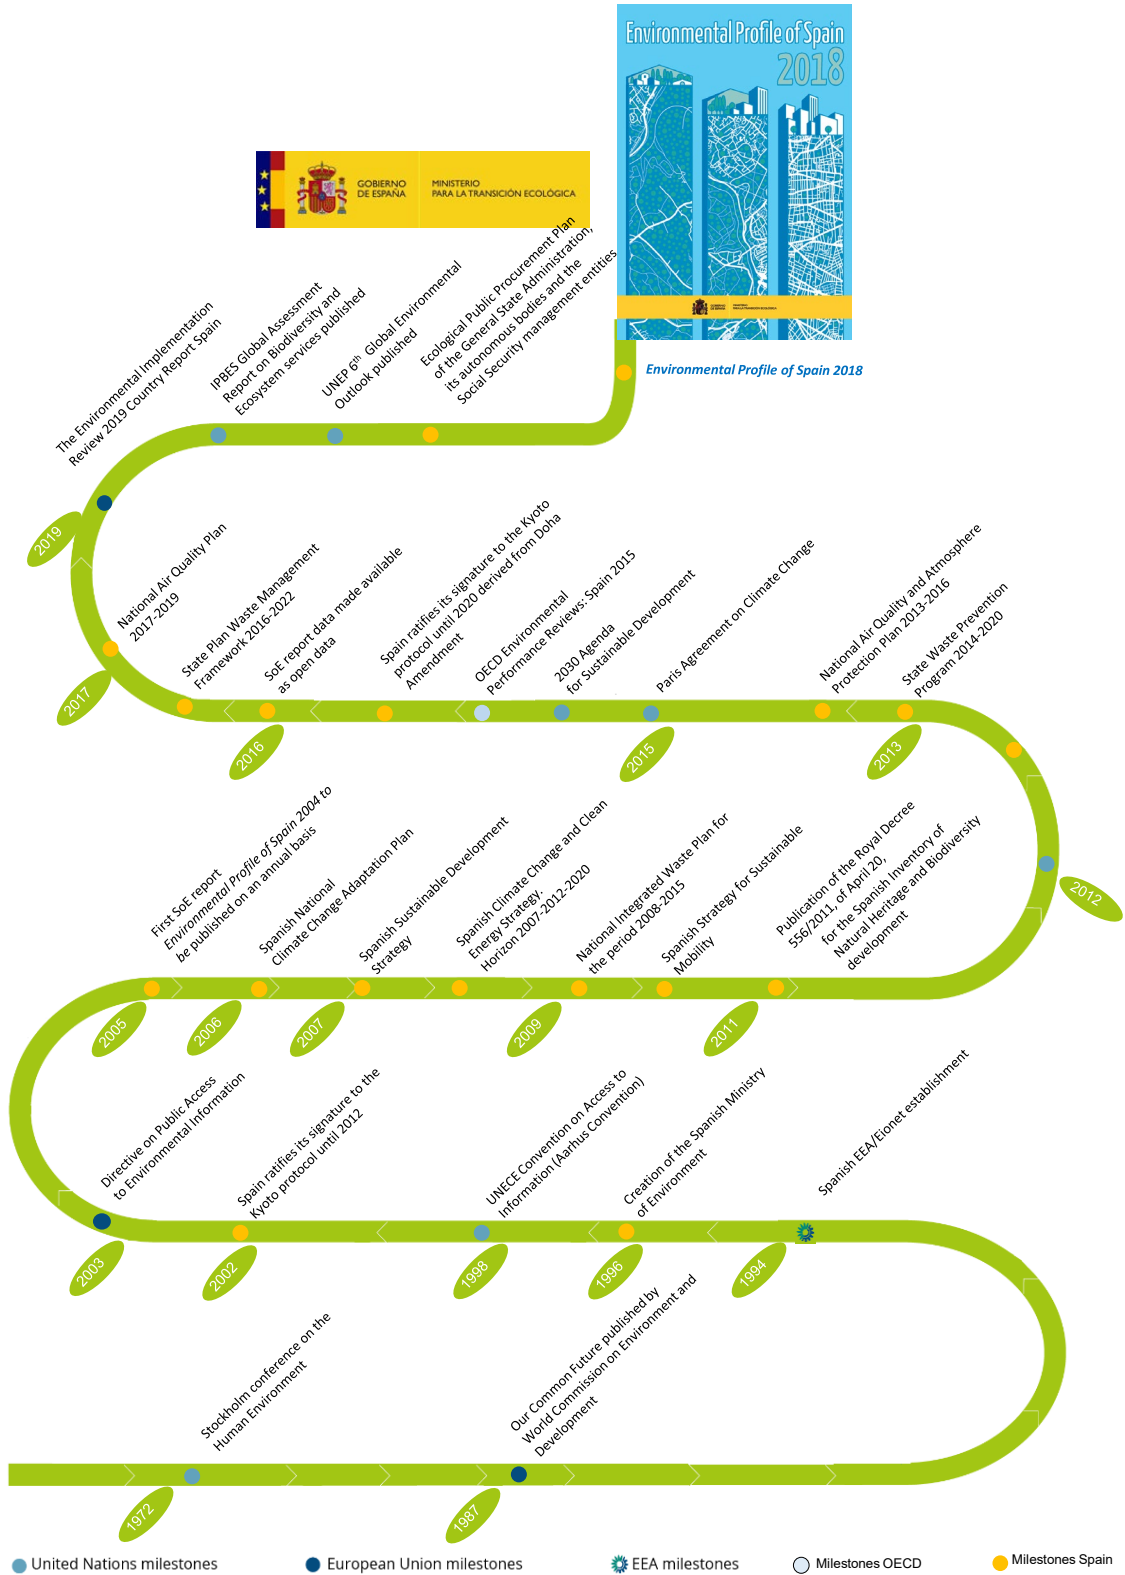 Environmental Profile of Spain
2018
GOBIERNO
DE ESPAÑA
MINISTERIO
PARA LA TRANSICIÓN ECOLÓGICA
Environmental Profile of Spain 2018
The Environmental Implementation
Review 2019 Country Report Spain
IPBES Global Assessment
Report on Biodiversity and
Ecosystem services published
UNEP 6th Global Environmental
Outlook published
Ecological Public Procurement Plan
of the General State Administration,
its autonomous bodies and the
Social Security management entities
2019
National Air Quality Plan
2017-2019
State Plan Waste Management
Framework 2016-2022
SoE report data made available
as open data
Spain ratifies its signature to the Kyoto
protocol until 2020 derived from Doha
Amendment
OECD Environmental
Performance Reviews: Spain 2015
2030 Agenda
for Sustainable Development
Paris Agreement on Climate Change
National Air Quality and Atmosphere
Protection Plan 2013-2016
State Waste Prevention
Program 2014-2020
2017
2016
2015
2013
2012
First SoE report
Environmental Profile of Spain 2004 to
be published on an annual basis
Spanish National
Climate Change Adaptation Plan
Spanish Sustainable Development
Strategy
Spanish Climate Change and Clean
Energy Strategy.
Horizon 2007-2012-2020
National Integrated Waste Plan for
the period 2008-2015
Spanish Strategy for Sustainable
Mobility
Publication of the Royal Decree
556/2011, of April 20,
for the Spanish Inventory of
Natural Heritage and Biodiversity
development
2005
2006
2007
2009
2011
Directive on Public Access
to Environmental Information
Spain ratifies its signature to the
Kyoto protocol until 2012
UNECE Convention on Access to
Information (Aarhus Convention)
Creation of the Spanish Ministry
of Environment
Spanish EEA/Eionet establishment
2003
2002
1998
1996
1994
Stockholm conference on the
Human Environment
Our Common Future published by
World Commission on Environment and
Development
1972
1987
United Nations milestones
European Union milestones
EEA milestones
Milestones OECD
Milestones Spain